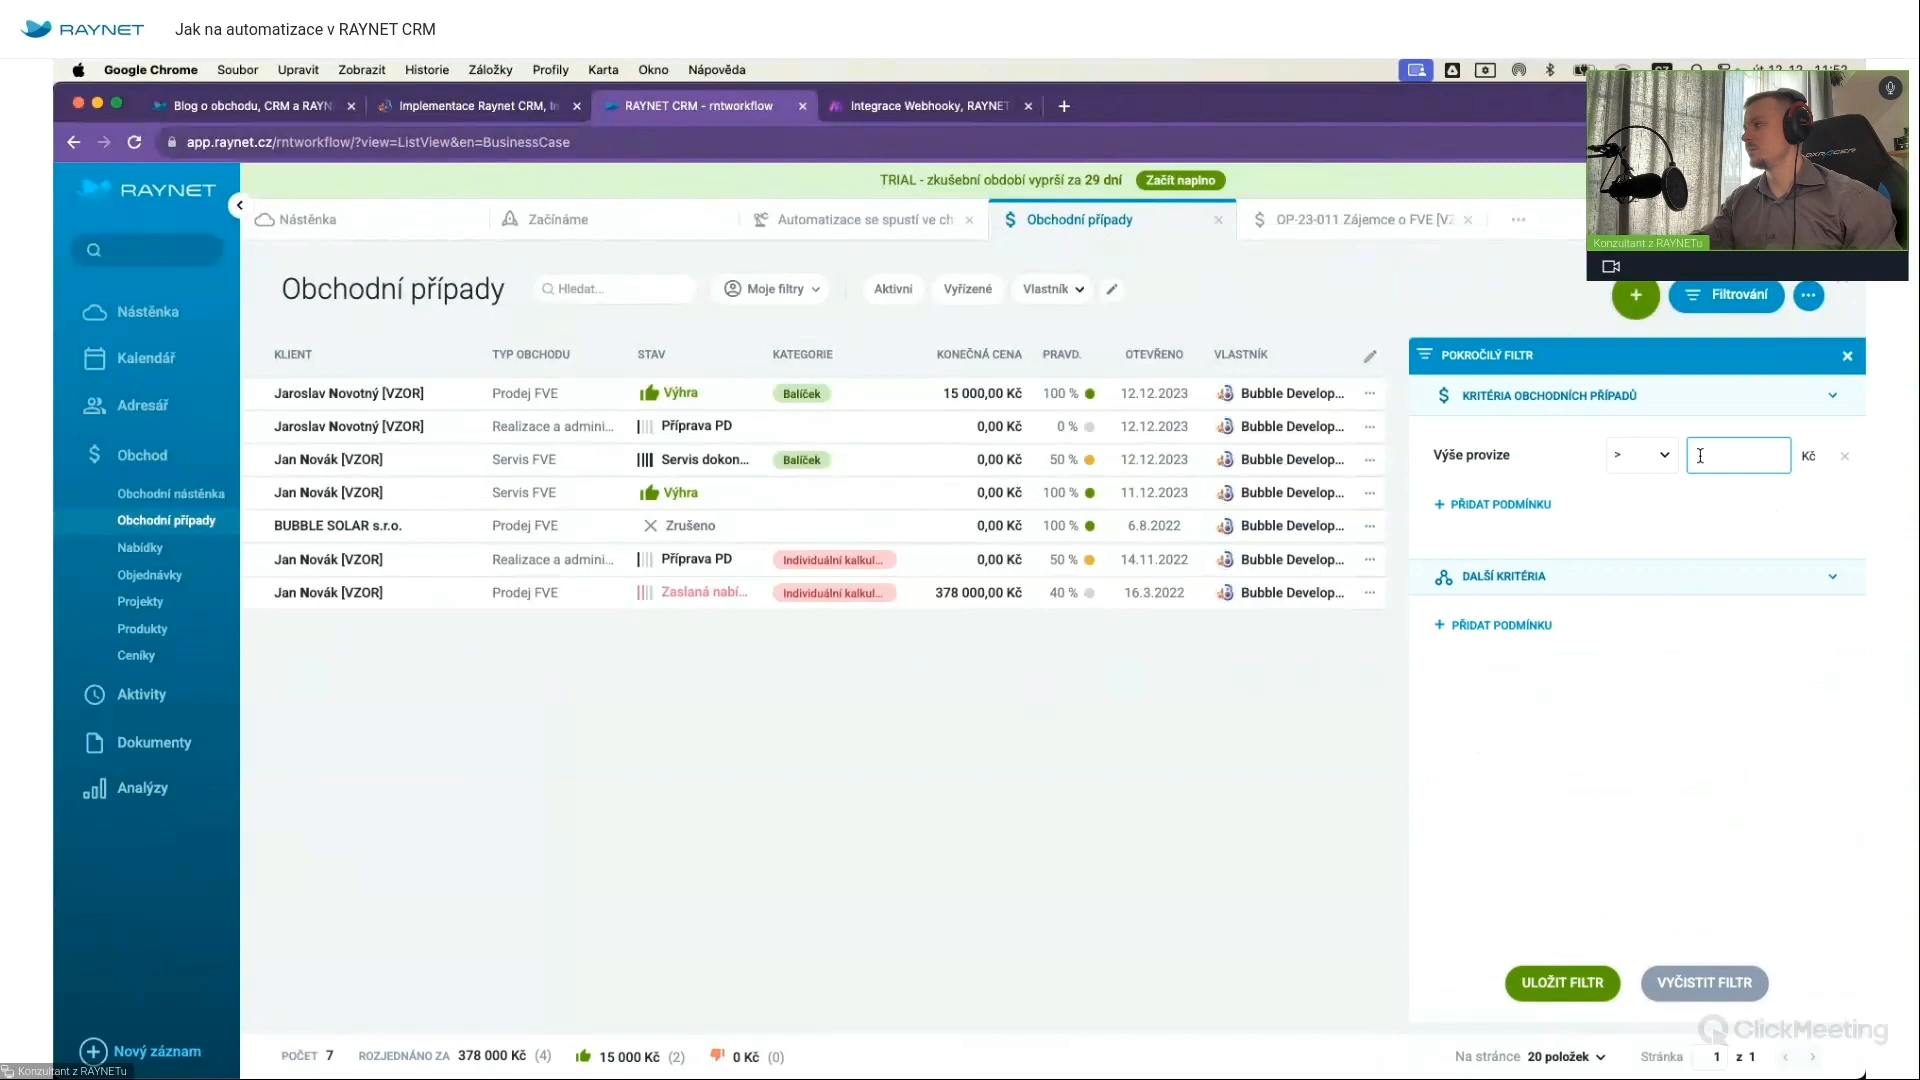 RAYNET
Jak na automatizace v RAYNET CRM
Google Chrome Soubor Upravit Zobrazit Historie Záložky Profily Karta Okno Nápověda
Blog o obchodu, CRM a RAYN
Implementace Raynet CRM, In
RAYNET CRM - rntworkflow
Integrace Webhooky, RAYNET
app.raynet.cz/rntworkflow/?view=ListView&en=BusinessCase
Konzultant z RAYNETu
RAYNET
TRIAL - zkušební období vyprší za 29 dní Začít naplno
Nástěnka
Začínáme
Automatizace se spustí ve ch
Obchodní případy
OP-23-011 Zájemce o FVE [VZ
Nástěnka
Kalendář
Adresář
Obchod
Obchodní nástěnka
Obchodní případy
Nabídky
Objednávky
Projekty
Produkty
Ceníky
Aktivity
Dokumenty
Analýzy
Nový záznam
Obchodní případy
Hledat...
Moje filtry
Aktivní
Vyřízené
Vlastník
Filtrování
KLIENT TYP OBCHODU STAV KATEGORIE KONEČNÁ CENA PRAVD. OTEVŘENO VLASTNÍK
Jaroslav Novotný [VZOR] Prodej FVE Výhra Balíček 15 000,00 Kč 100 % 12.12.2023 Bubble Develop...
Jaroslav Novotný [VZOR] Realizace a admini... Příprava PD 0,00 Kč 0 % 12.12.2023 Bubble Develop...
Jan Novák [VZOR] Servis FVE Servis dokon... Balíček 0,00 Kč 50 % 12.12.2023 Bubble Develop...
Jan Novák [VZOR] Servis FVE Výhra 0,00 Kč 100 % 11.12.2023 Bubble Develop...
BUBBLE SOLAR s.r.o. Prodej FVE Zrušeno 0,00 Kč 100 % 6.8.2022 Bubble Develop...
Jan Novák [VZOR] Realizace a admini... Příprava PD Individuální kalkul... 0,00 Kč 50 % 14.11.2022 Bubble Develop...
Jan Novák [VZOR] Prodej FVE Zaslaná nabí... Individuální kalkul... 378 000,00 Kč 40 % 16.3.2022 Bubble Develop...
POKROČILÝ FILTR
KRITÉRIA OBCHODNÍCH PŘÍPADŮ
Výše provize > Kč
+ PŘIDAT PODMÍNKU
DALŠÍ KRITÉRIA
+ PŘIDAT PODMÍNKU
ULOŽIT FILTR VYČISTIT FILTR
ClickMeeting
POČET 7 ROZJEDNÁNO ZA 378 000 Kč (4) 15 000 Kč (2) 0 Kč (0)
Na stránce 20 položek Stránka 1 z 1
Konzultant z RAYNETu